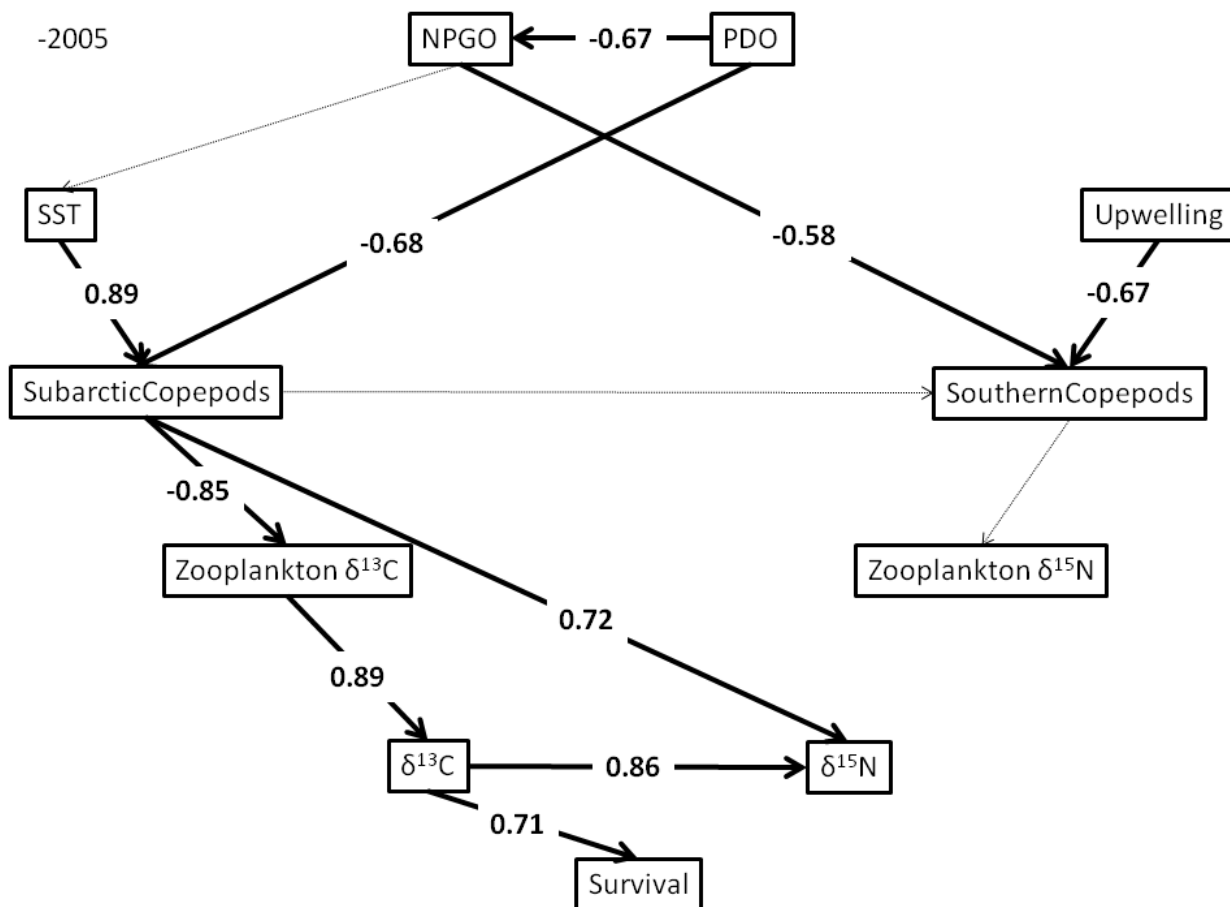 -2005
NPGO
-0.67
PDO
SST
Upwelling
-0.68
-0.58
0.89
-0.67
SubarcticCopepods
SouthernCopepods
-0.85
Zooplankton δ¹³C
Zooplankton δ¹⁵N
0.72
0.89
δ¹³C
0.86
δ¹⁵N
0.71
Survival